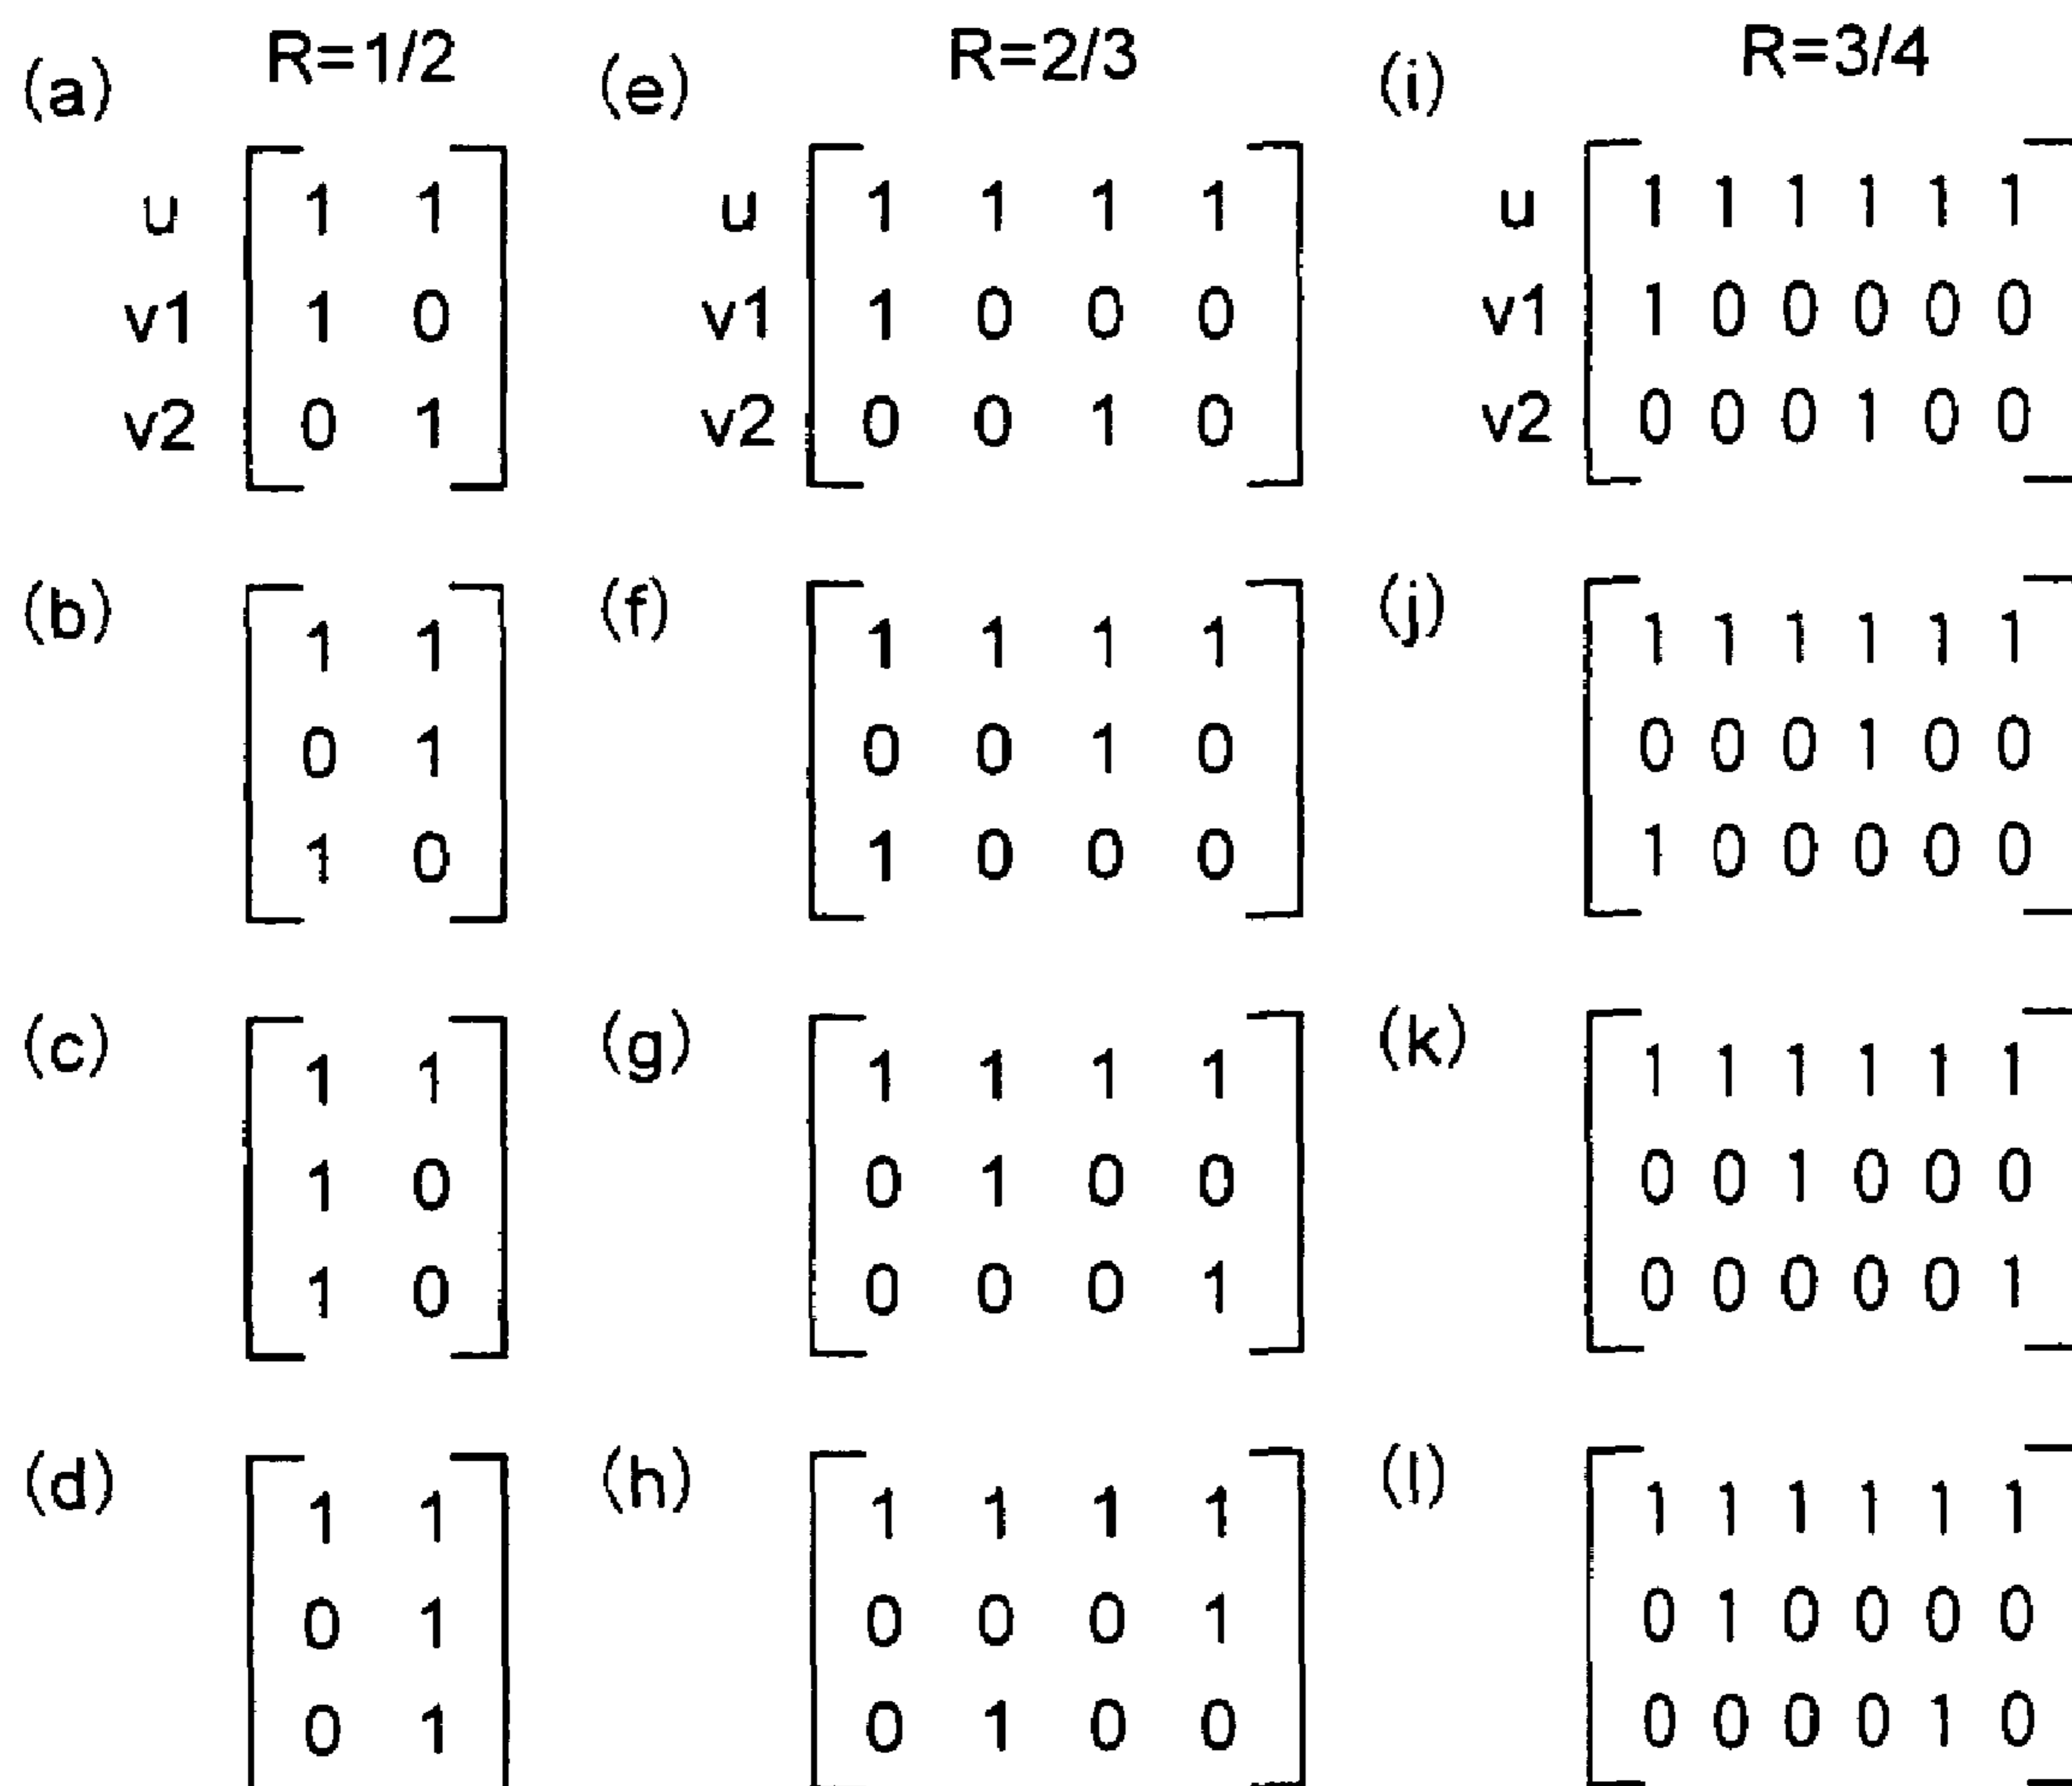 (a) R=1/2 (e) R=2/3 (i) R=3/4
u 1 1 u 1 1 1 1 u 1 1 1 1 1 1
v1 1 0 v1 1 0 0 0 v1 1 0 0 0 0 0
v2 0 1 v2 0 0 1 0 v2 0 0 0 1 0 0
(b) 1 1 (f) 1 1 1 1 (j) 1 1 1 1 1 1
0 1 0 0 1 0 0 0 0 1 0 0
1 0 1 0 0 0 1 0 0 0 0 0
(c) 1 1 (g) 1 1 1 1 (k) 1 1 1 1 1 1
1 0 0 1 0 0 0 0 1 0 0 0
1 0 0 0 0 1 0 0 0 0 0 1
(d) 1 1 (h) 1 1 1 1 (l) 1 1 1 1 1 1
0 1 0 0 0 1 0 1 0 0 0 0
0 1 0 1 0 0 0 0 0 0 1 0